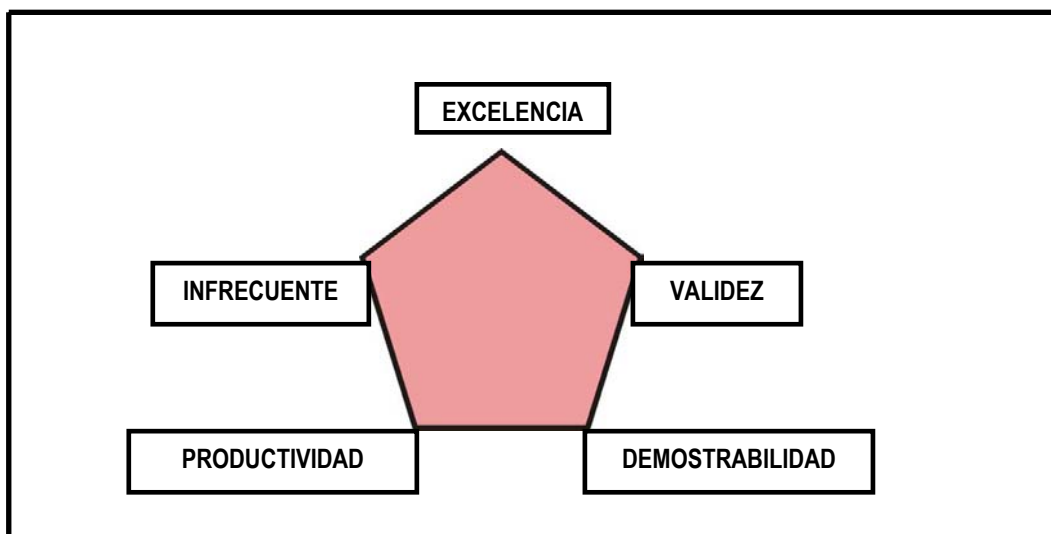 EXCELENCIA
INFRECUENTE
VALIDEZ
PRODUCTIVIDAD
DEMOSTRABILIDAD